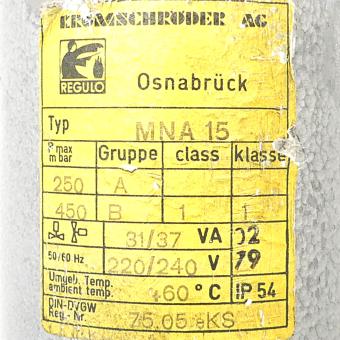 KROMSCHRÖDER AG
REGULO
Osnabrück
Typ MNA 15
P max m bar Gruppe class klasse
250 A
450 B 1 1
31/37 VA 02
50/60 Hz 220/240 V 79
Umgeb. Temp. ambient temp. +60 °C IP 54
DIN-DVGW Reg.-Nr 75.05 eKS